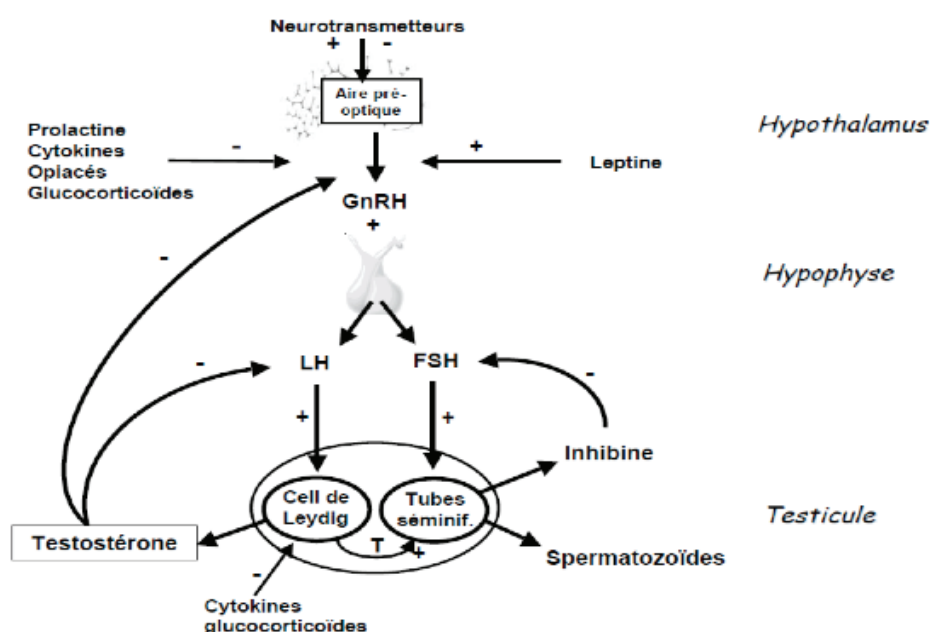 Neurotransmetteurs
+ -
Aire pré-
optique
Hypothalamus
Prolactine
Cytokines
Opiacés
Glucocorticoïdes
-
+
Leptine
GnRH
+
-
Hypophyse
-
LH
FSH
-
+
+
Inhibine
Cell de
Leydig
Tubes
séminif.
Testicule
T
+
Testostérone
Spermatozoïdes
-
Cytokines
glucocorticoïdes